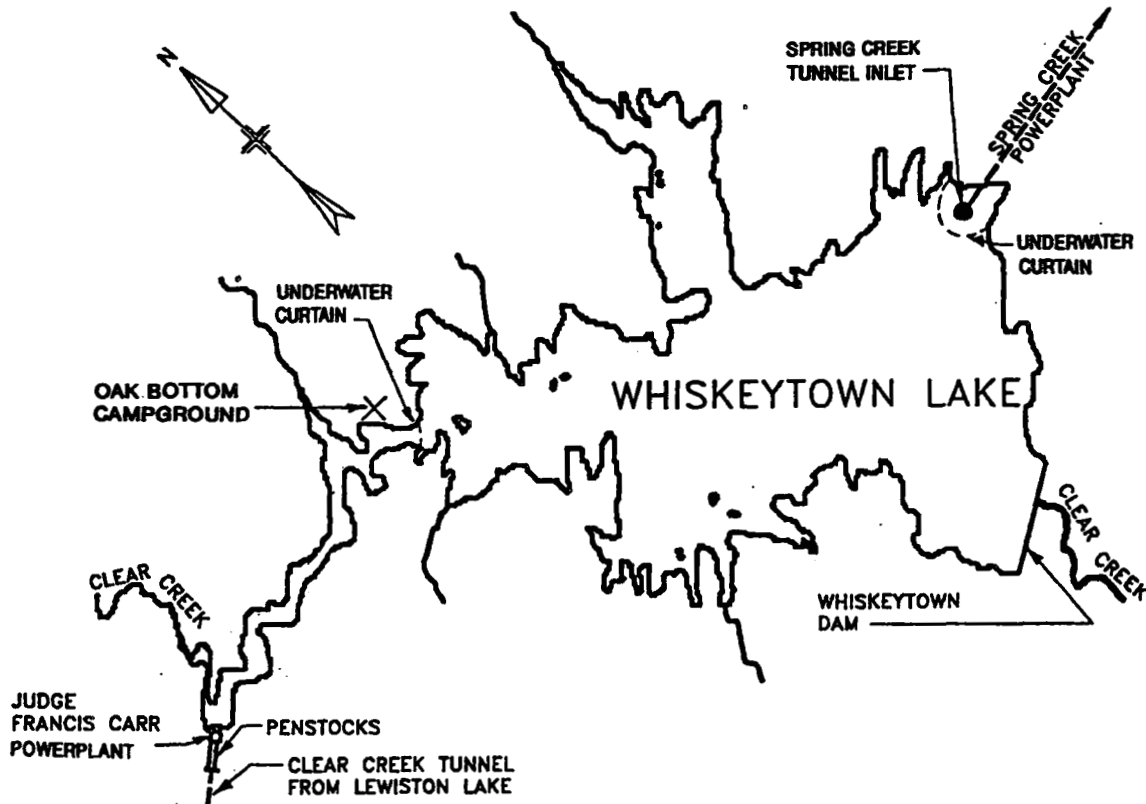 N
SPRING CREEK
TUNNEL INLET
SPRING CREEK
POWERPLANT
UNDERWATER
CURTAIN
UNDERWATER
CURTAIN
OAK BOTTOM
CAMPGROUND
WHISKEYTOWN LAKE
CLEAR CREEK
WHISKEYTOWN
DAM
CLEAR CREEK
JUDGE
FRANCIS CARR
POWERPLANT
PENSTOCKS
CLEAR CREEK TUNNEL
FROM LEWISTON LAKE